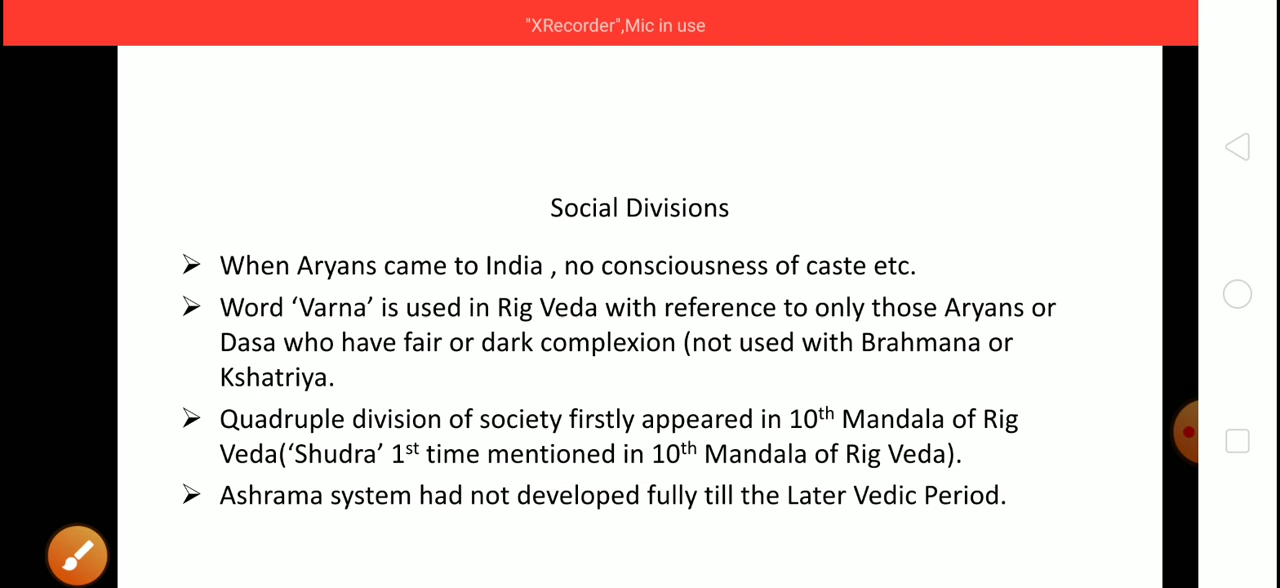 "XRecorder",Mic in use
Social Divisions
➢ When Aryans came to India , no consciousness of caste etc.
➢ Word ‘Varna’ is used in Rig Veda with reference to only those Aryans or
Dasa who have fair or dark complexion (not used with Brahmana or
Kshatriya.
➢ Quadruple division of society firstly appeared in 10th Mandala of Rig
Veda(‘Shudra’ 1st time mentioned in 10th Mandala of Rig Veda).
➢ Ashrama system had not developed fully till the Later Vedic Period.